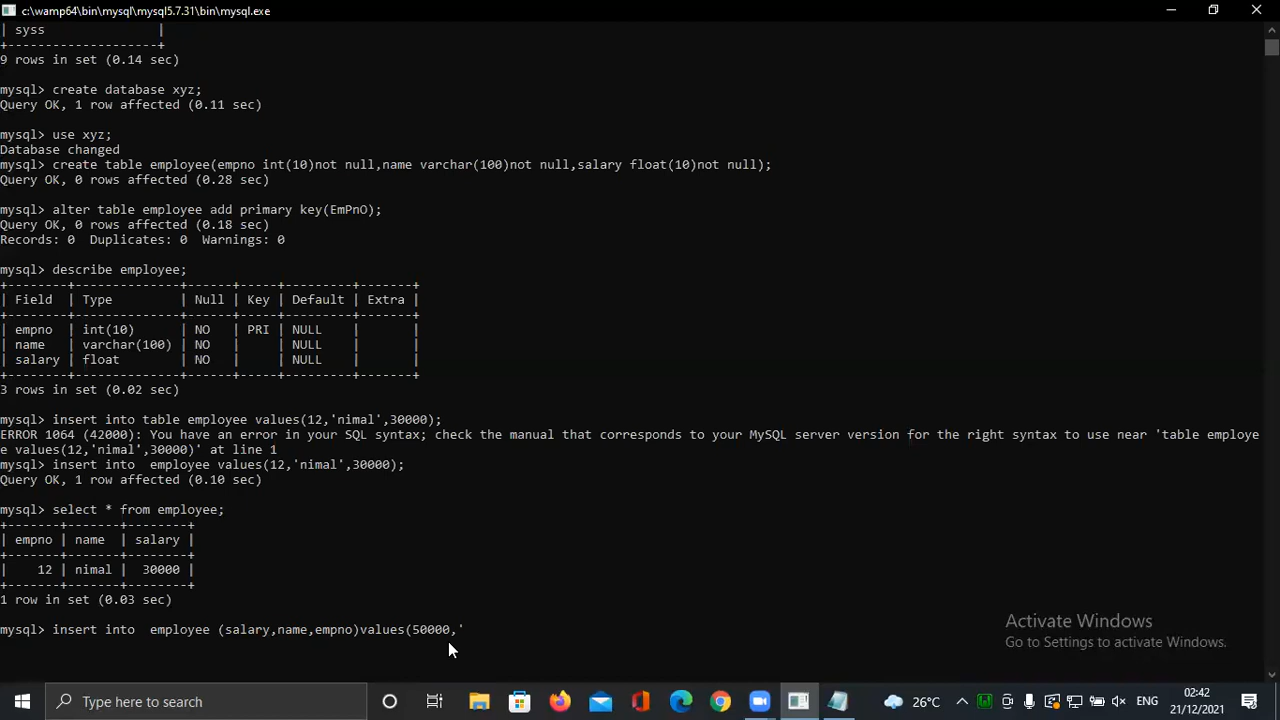 c:\wamp64\bin\mysql\mysql5.7.31\bin\mysql.exe
| syss               |
+--------------------+
9 rows in set (0.14 sec)
mysql> create database xyz;
Query OK, 1 row affected (0.11 sec)
mysql> use xyz;
Database changed
mysql> create table employee(empno int(10)not null,name varchar(100)not null,salary float(10)not null);
Query OK, 0 rows affected (0.28 sec)
mysql> alter table employee add primary key(EmPnO);
Query OK, 0 rows affected (0.18 sec)
Records: 0  Duplicates: 0  Warnings: 0
mysql> describe employee;
+--------+--------------+------+-----+---------+-------+
| Field  | Type         | Null | Key | Default | Extra |
+--------+--------------+------+-----+---------+-------+
| empno  | int(10)      | NO   | PRI | NULL    |       |
| name   | varchar(100) | NO   |     | NULL    |       |
| salary | float        | NO   |     | NULL    |       |
+--------+--------------+------+-----+---------+-------+
3 rows in set (0.02 sec)
mysql> insert into table employee values(12,'nimal',30000);
ERROR 1064 (42000): You have an error in your SQL syntax; check the manual that corresponds to your MySQL server version for the right syntax to use near 'table employe
e values(12,'nimal',30000)' at line 1
mysql> insert into  employee values(12,'nimal',30000);
Query OK, 1 row affected (0.10 sec)
mysql> select * from employee;
+-------+-------+--------+
| empno | name  | salary |
+-------+-------+--------+
|    12 | nimal |  30000 |
+-------+-------+--------+
1 row in set (0.03 sec)
mysql> insert into  employee (salary,name,empno)values(50000,'
Activate Windows
Go to Settings to activate Windows.
Type here to search
26°C
ENG
02:42
21/12/2021